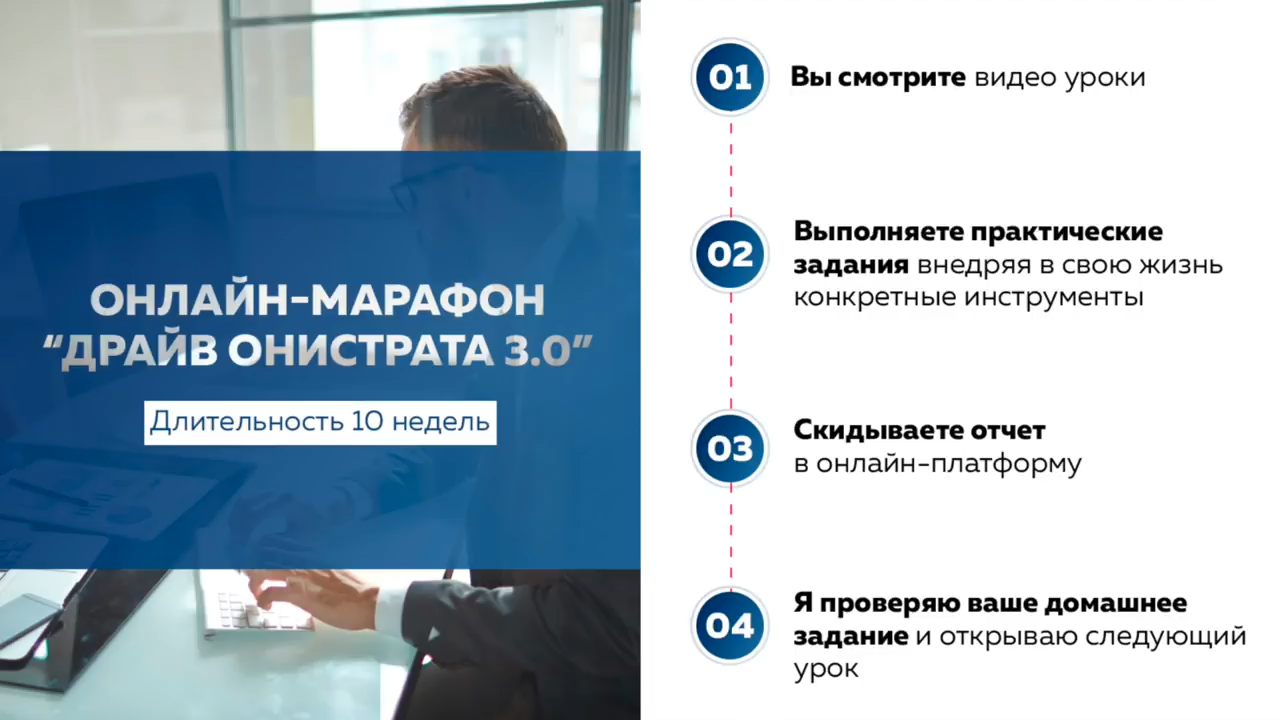 ОНЛАЙН-МАРАФОН
“ДРАЙВ ОНИСТРАТА 3.0”
Длительность 10 недель
01
Вы смотрите видео уроки
02
Выполняете практические
задания внедряя в свою жизнь
конкретные инструменты
03
Скидываете отчет
в онлайн-платформу
04
Я проверяю ваше домашнее
задание и открываю следующий
урок